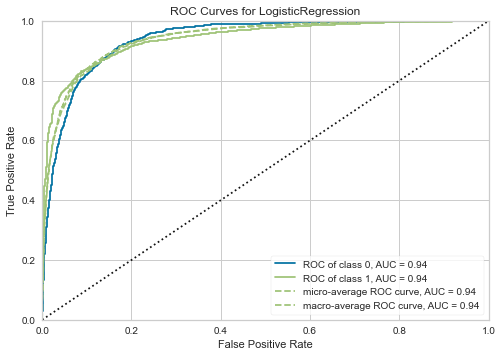 ROC Curves for LogisticRegression
1.0
0.8
0.6
0.4
0.2
0.0
True Positive Rate
ROC of class 0, AUC = 0.94
ROC of class 1, AUC = 0.94
micro-average ROC curve, AUC = 0.94
macro-average ROC curve, AUC = 0.94
0.0 0.2 0.4 0.6 0.8 1.0
False Positive Rate